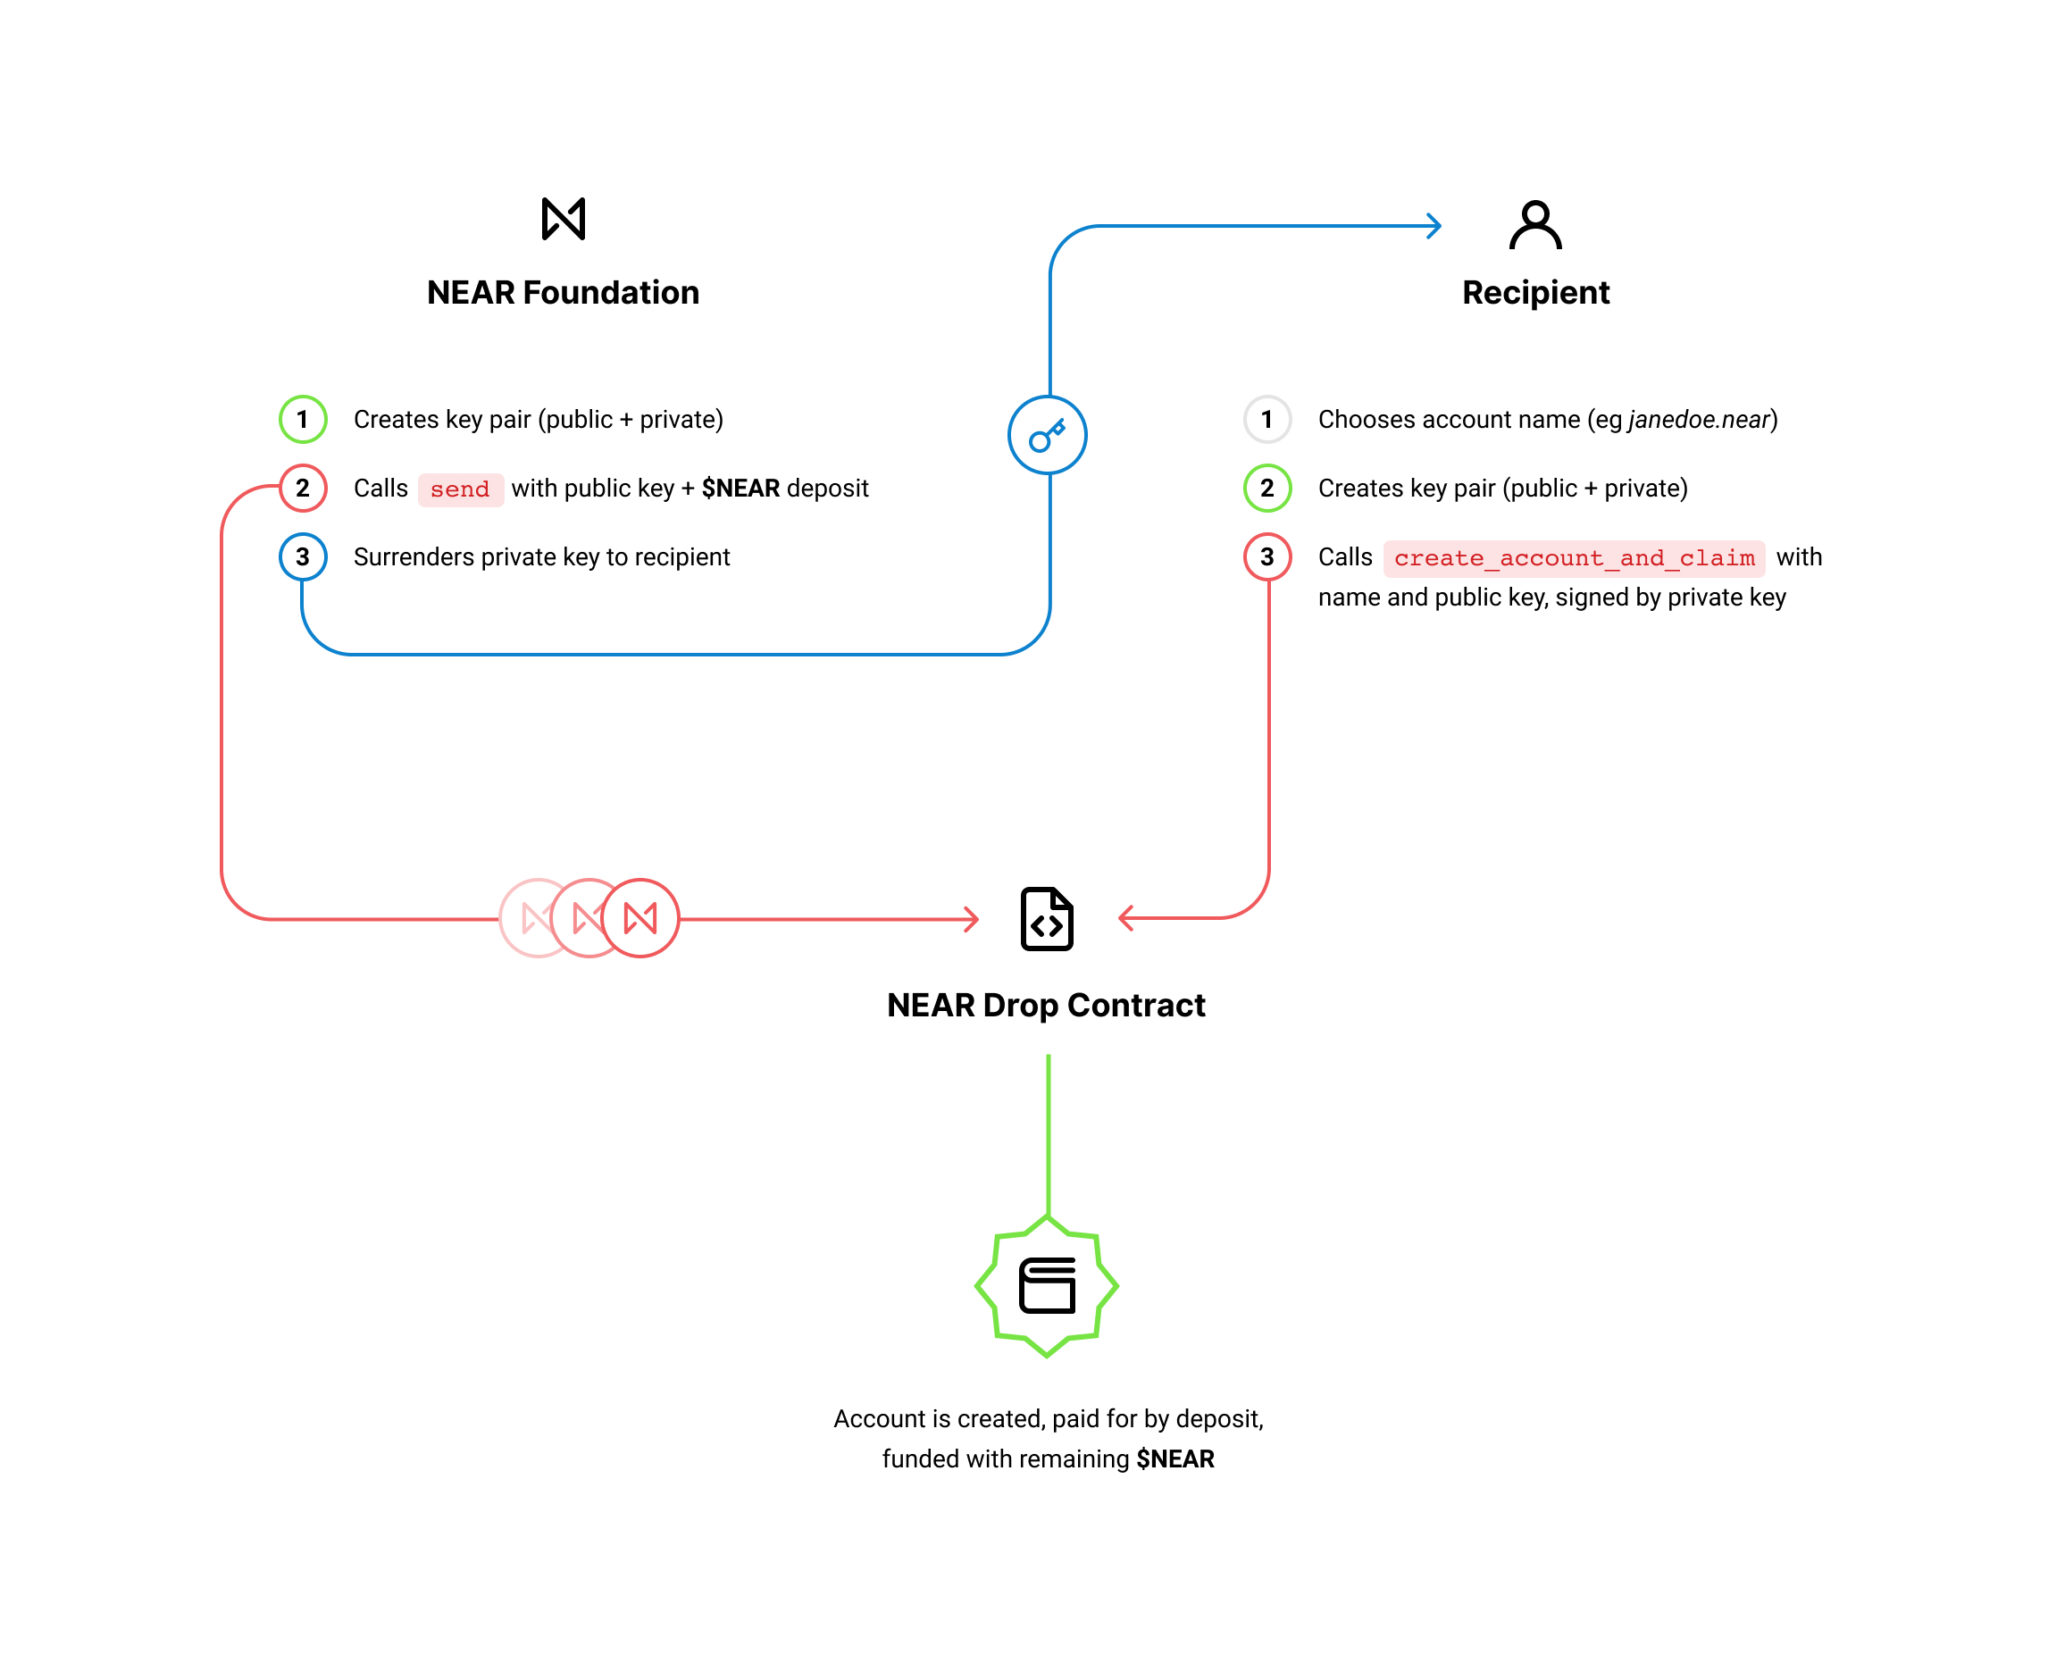 NEAR Foundation
1 Creates key pair (public + private)
2 Calls send with public key + $NEAR deposit
3 Surrenders private key to recipient
Recipient
1 Chooses account name (eg janedoe.near)
2 Creates key pair (public + private)
3 Calls create_account_and_claim with
name and public key, signed by private key
NEAR Drop Contract
Account is created, paid for by deposit,
funded with remaining $NEAR